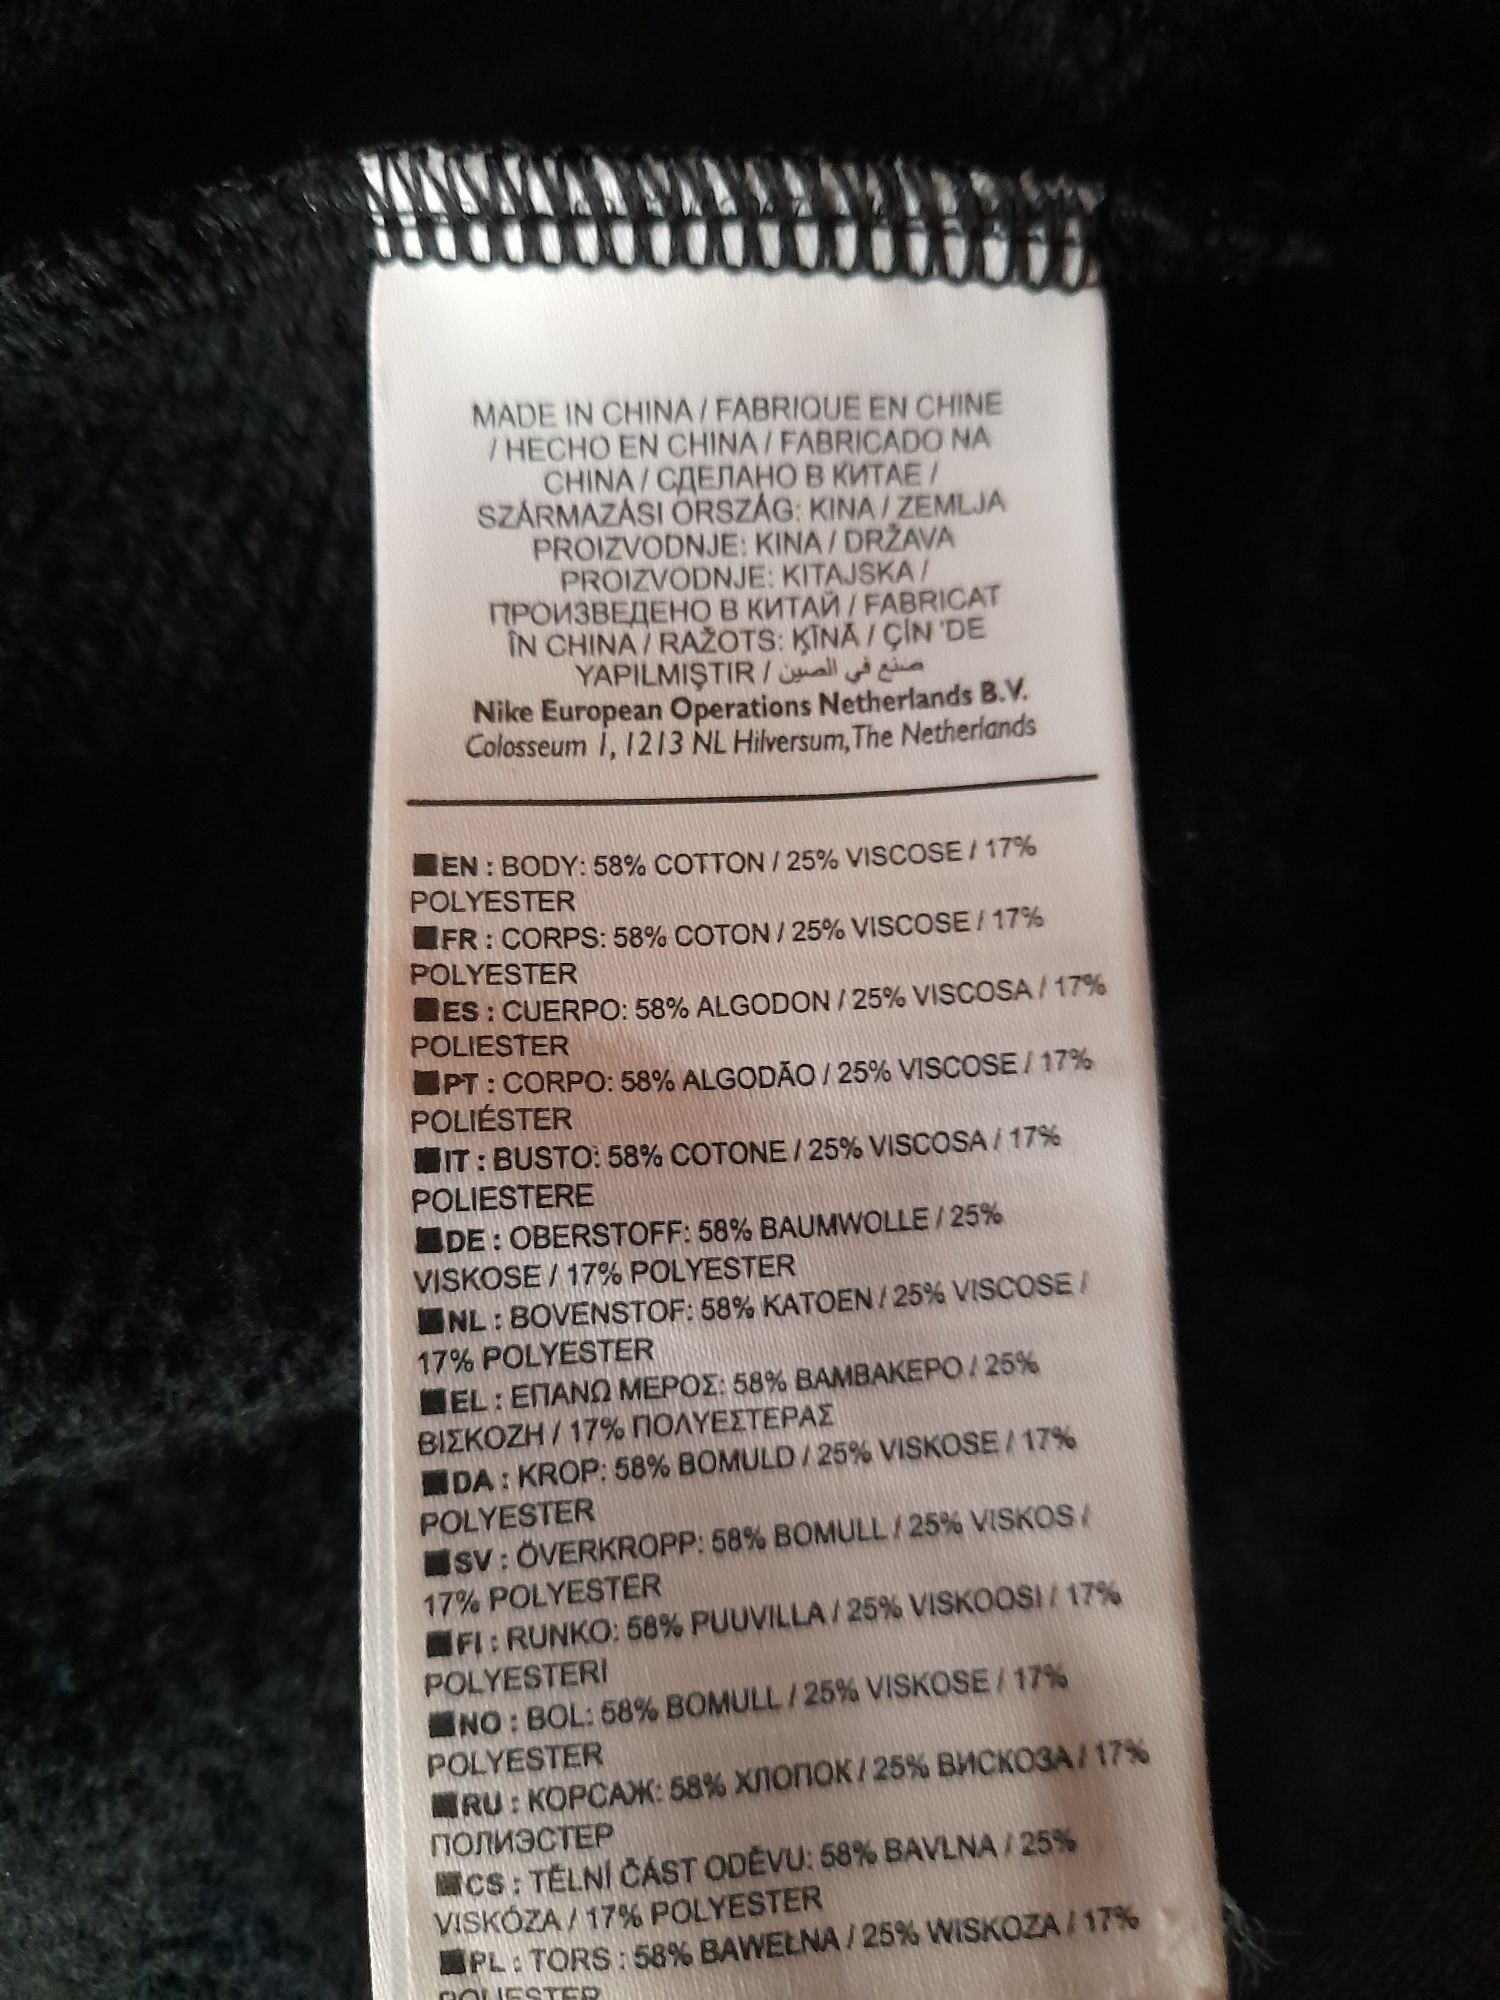 MADE IN CHINA / FABRIQUE EN CHINE
/ HECHO EN CHINA / FABRICADO NA
CHINA / СДЕЛАНО В КИТАЕ /
SZÁRMAZÁSI ORSZÁG: KINA / ZEMLJA
PROIZVODNJE: KINA / DRŽAVA
PROIZVODNJE: KITAJSKA /
ПРОИЗВЕДЕНО В КИТАЙ / FABRICAT
ÎN CHINA / RAŽOTS: ĶĪNĀ / ÇİN 'DE
YAPILMIŞTIR / صنع في الصين
Nike European Operations Netherlands B.V.
Colosseum 1, 1213 NL Hilversum, The Netherlands
EN : BODY: 58% COTTON / 25% VISCOSE / 17%
POLYESTER
FR : CORPS: 58% COTON / 25% VISCOSE / 17%
POLYESTER
ES : CUERPO: 58% ALGODON / 25% VISCOSA / 17%
POLIESTER
PT : CORPO: 58% ALGODÃO / 25% VISCOSE / 17%
POLIÉSTER
IT : BUSTO: 58% COTONE / 25% VISCOSA / 17%
POLIESTERE
DE : OBERSTOFF: 58% BAUMWOLLE / 25%
VISKOSE / 17% POLYESTER
NL : BOVENSTOF: 58% KATOEN / 25% VISCOSE /
17% POLYESTER
EL : ΕΠΑΝΩ ΜΕΡΟΣ: 58% ΒΑΜΒΑΚΕΡΟ / 25%
ΒΙΣΚΟΖΗ / 17% ΠΟΛΥΕΣΤΕΡΑΣ
DA : KROP: 58% BOMULD / 25% VISKOSE / 17%
POLYESTER
SV : ÖVERKROPP: 58% BOMULL / 25% VISKOS /
17% POLYESTER
FI : RUNKO: 58% PUUVILLA / 25% VISKOOSI / 17%
POLYESTERI
NO : BOL: 58% BOMULL / 25% VISKOSE / 17%
POLYESTER
RU : КОРСАЖ: 58% ХЛОПОК / 25% ВИСКОЗА / 17%
ПОЛИЭСТЕР
CS : TĚLNÍ ČÁST ODĚVU: 58% BAVLNA / 25%
VISKÓZA / 17% POLYESTER
PL : TORS : 58% BAWEŁNA / 25% WISKOZA / 17%
POLIESTER